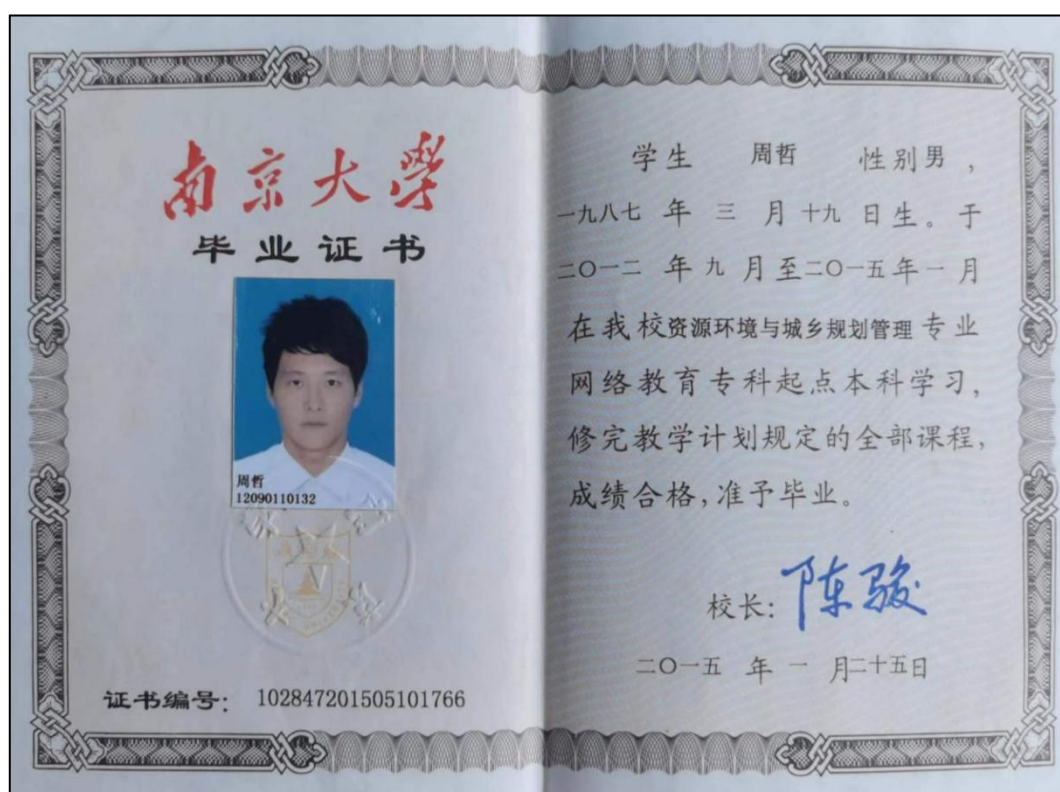 南京大學
毕业证书
周哲
12090110132
证书编号: 102847201505101766
学生 周哲 性别男,
一九八七 年 三 月 十九 日生。于
二〇一二 年 九 月至二〇一五年 一 月
在我校资源环境与城乡规划管理专业
网络教育专科起点本科学习,
修完教学计划规定的全部课程,
成绩合格,准予毕业。
校长: 陈骏
二〇一五 年 一 月二十五日